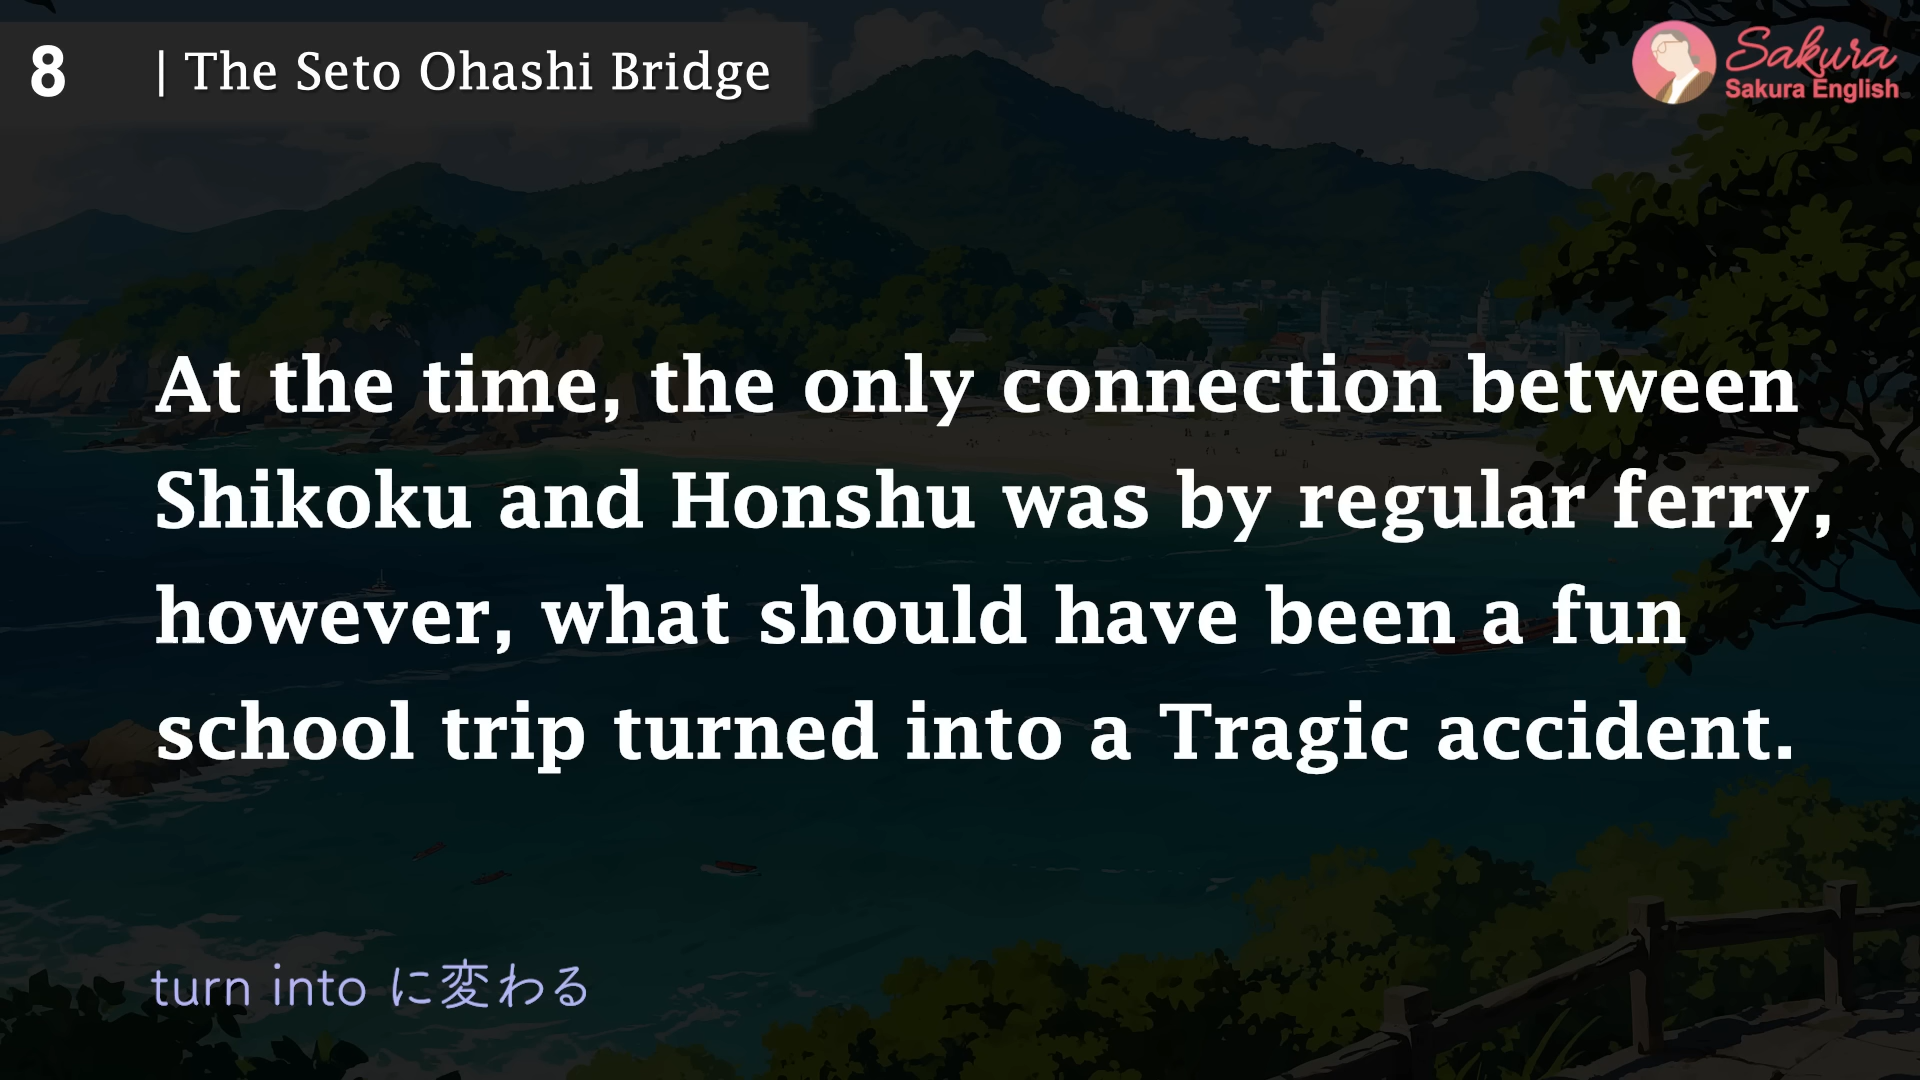 8 | The Seto Ohashi Bridge
Sakura
Sakura English
At the time, the only connection between
Shikoku and Honshu was by regular ferry,
however, what should have been a fun
school trip turned into a Tragic accident.
turn into に変わる